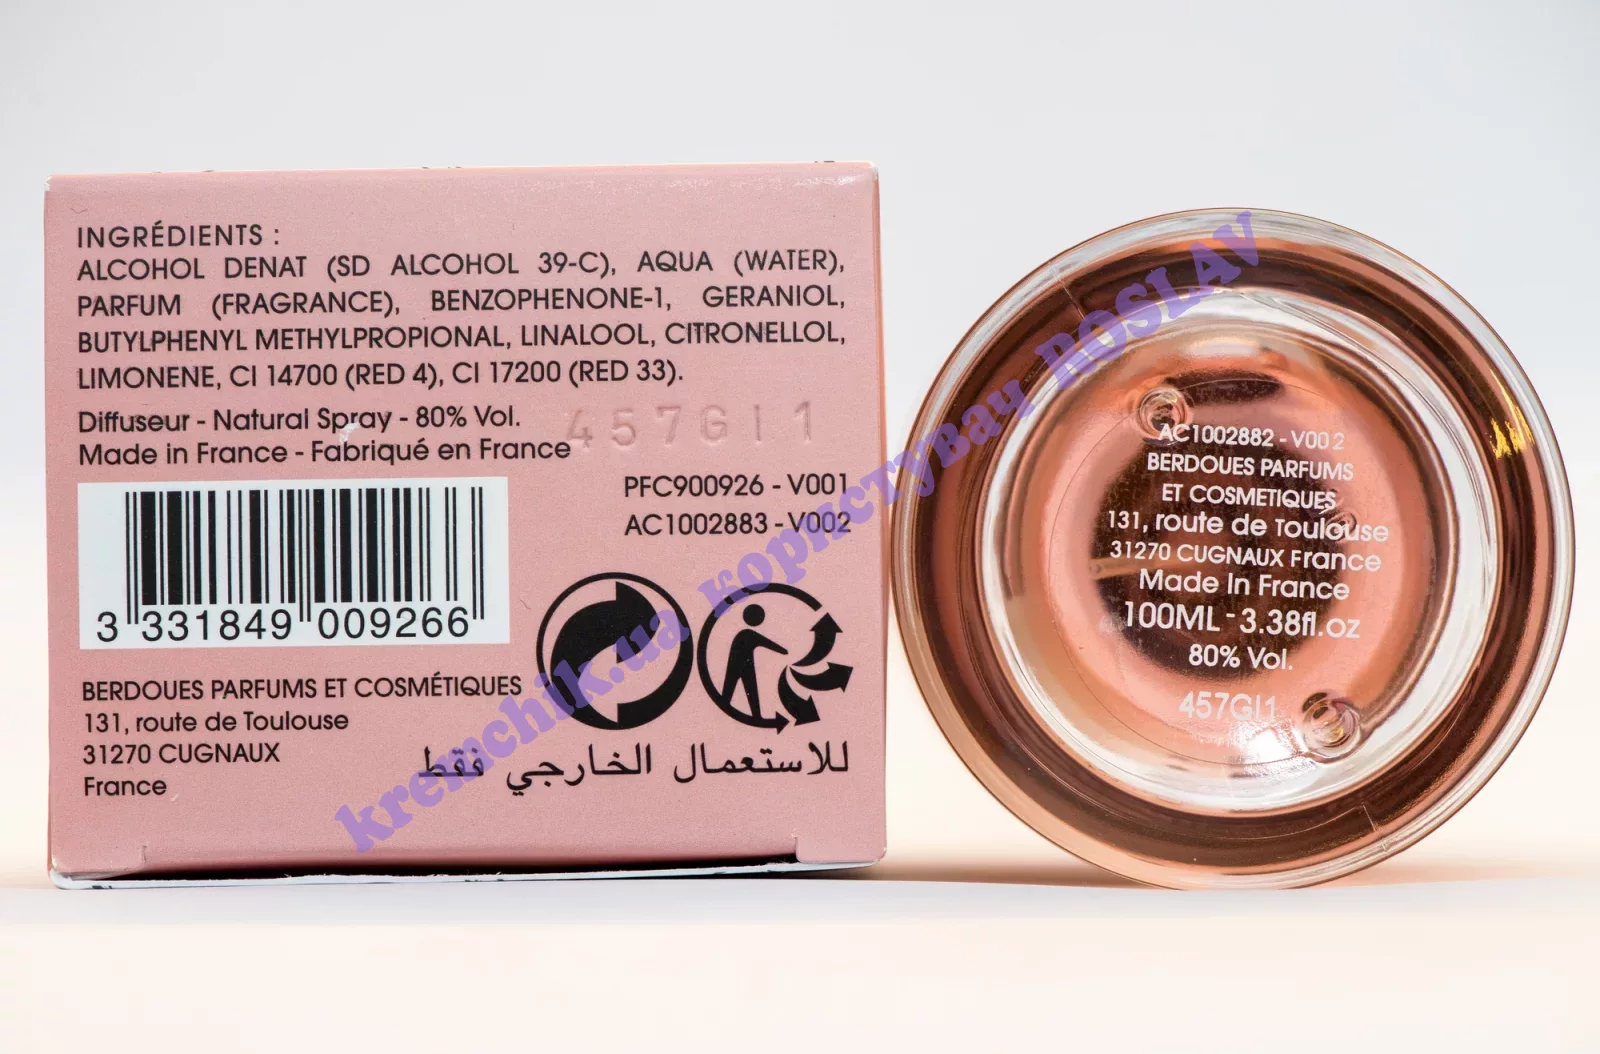 INGRÉDIENTS :
ALCOHOL DENAT (SD ALCOHOL 39-C), AQUA (WATER),
PARFUM (FRAGRANCE), BENZOPHENONE-1, GERANIOL,
BUTYLPHENYL METHYLPROPIONAL, LINALOOL, CITRONELLOL,
LIMONENE, CI 14700 (RED 4), CI 17200 (RED 33).
Diffuseur - Natural Spray - 80% Vol.
Made in France - Fabriqué en France
457GI1
PFC900926 - V001
AC1002883 - V002
3 331849 009266
BERDOUES PARFUMS ET COSMÉTIQUES
131, route de Toulouse
31270 CUGNAUX
France
للاستعمال الخارجي فقط
AC1002882 - V002
BERDOUES PARFUMS
ET COSMETIQUES
131, route de Toulouse
31270 CUGNAUX France
Made In France
100ML - 3.38fl.oz
80% Vol.
457GI1
kremchik.ua користуВач ROSLAV